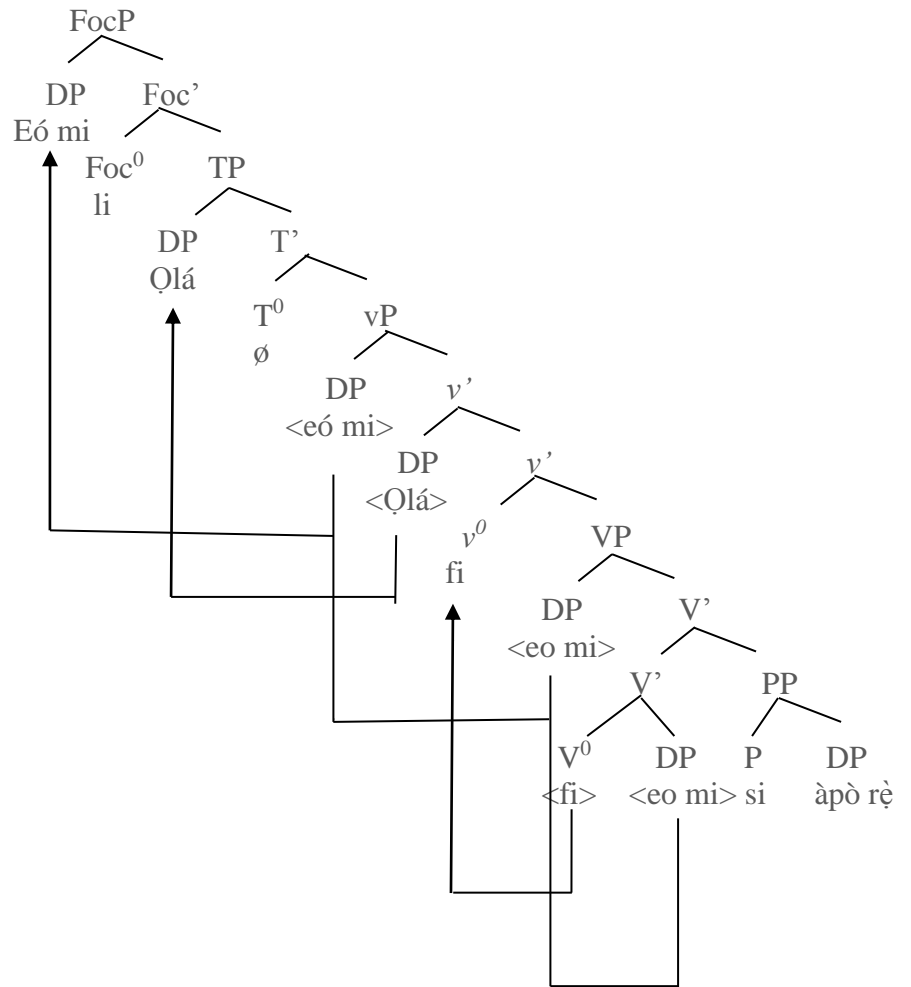 FocP
DP Foc’
Eó mi
Foc⁰ TP
li
DP T’
Ọlá
T⁰ vP
ø
DP v’
<eó mi>
DP v’
<Ọlá>
v⁰ VP
fi
DP V’
<eo mi>
V’ PP
V⁰ DP P DP
<fi> <eo mi> si àpò rẹ̀